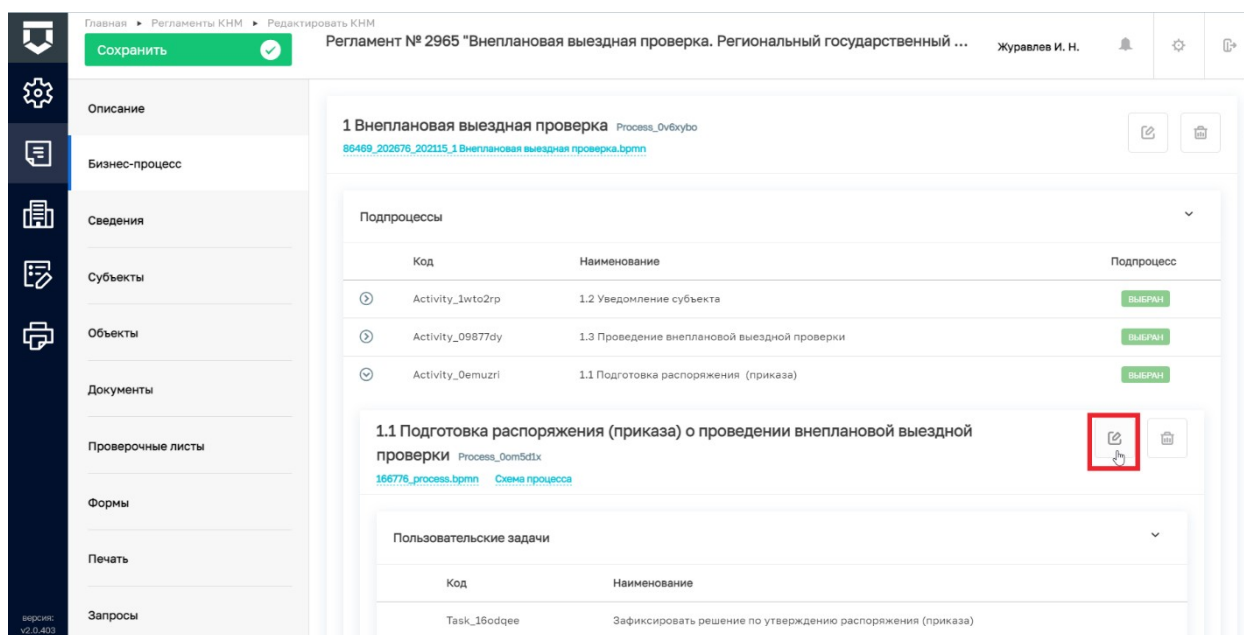 Главная ▸ Регламенты КНМ ▸ Редактировать КНМ
Сохранить
Регламент № 2965 "Внеплановая выездная проверка. Региональный государственный ...
Журавлев И. Н.
Описание
Бизнес-процесс
Сведения
Субъекты
Объекты
Документы
Проверочные листы
Формы
Печать
Запросы
версия:
v2.0.403
1 Внеплановая выездная проверка Process_0v6xybo
86469_202676_202115_1 Внеплановая выездная проверка.bpmn
Подпроцессы
Код Наименование Подпроцесс
Activity_1wto2rp 1.2 Уведомление субъекта ВЫБРАН
Activity_09877dy 1.3 Проведение внеплановой выездной проверки ВЫБРАН
Activity_0emuzri 1.1 Подготовка распоряжения (приказа) ВЫБРАН
1.1 Подготовка распоряжения (приказа) о проведении внеплановой выездной
проверки Process_0om5d1x
166776_process.bpmn Схема процесса
Пользовательские задачи
Код Наименование
Task_16odqee Зафиксировать решение по утверждению распоряжения (приказа)